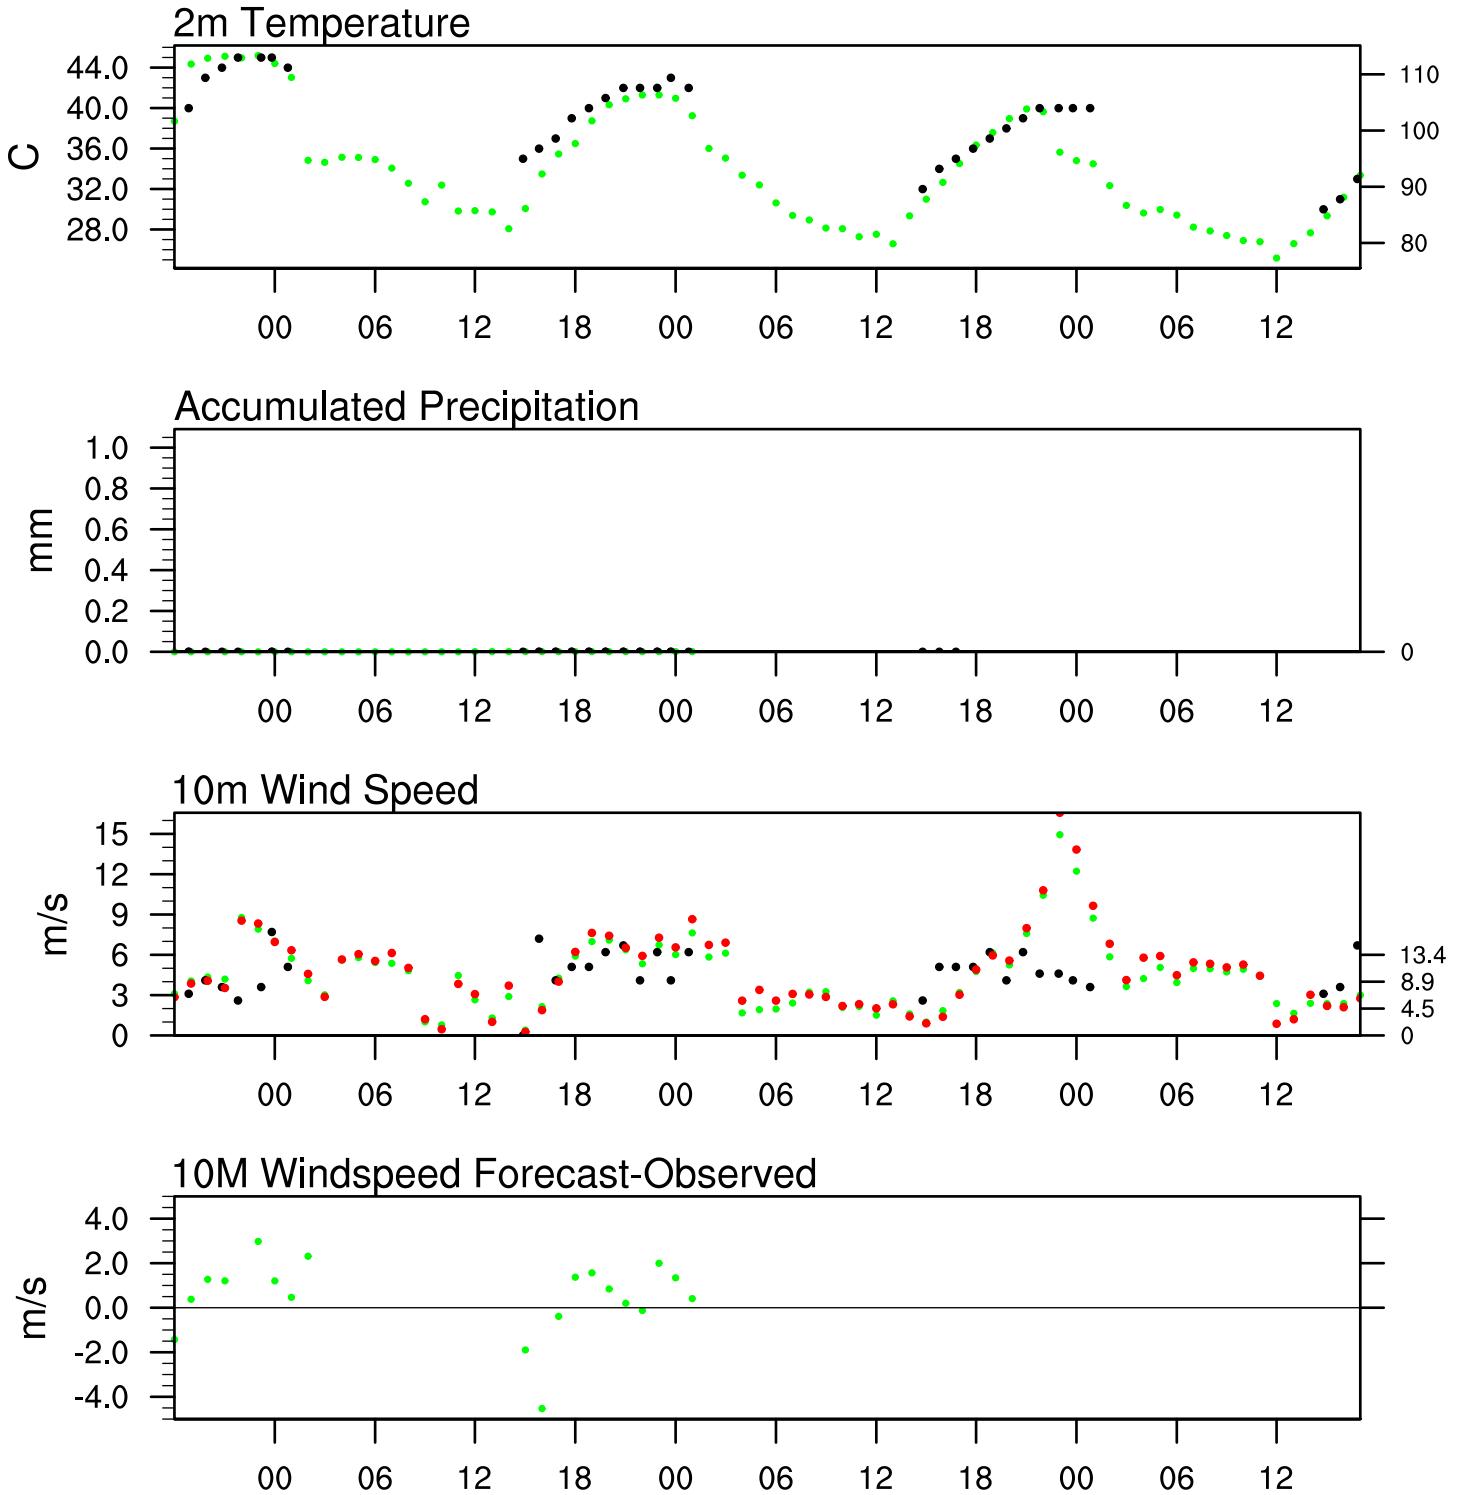 2m Temperature
44.0
40.0
36.0
32.0
28.0
C
110
100
90
80
00 06 12 18 00 06 12 18 00 06 12
Accumulated Precipitation
1.0
0.8
0.6
0.4
0.2
0.0
mm
0
00 06 12 18 00 06 12 18 00 06 12
10m Wind Speed
15
12
9
6
3
0
m/s
13.4
8.9
4.5
0
00 06 12 18 00 06 12 18 00 06 12
10M Windspeed Forecast-Observed
4.0
2.0
0.0
-2.0
-4.0
m/s
00 06 12 18 00 06 12 18 00 06 12